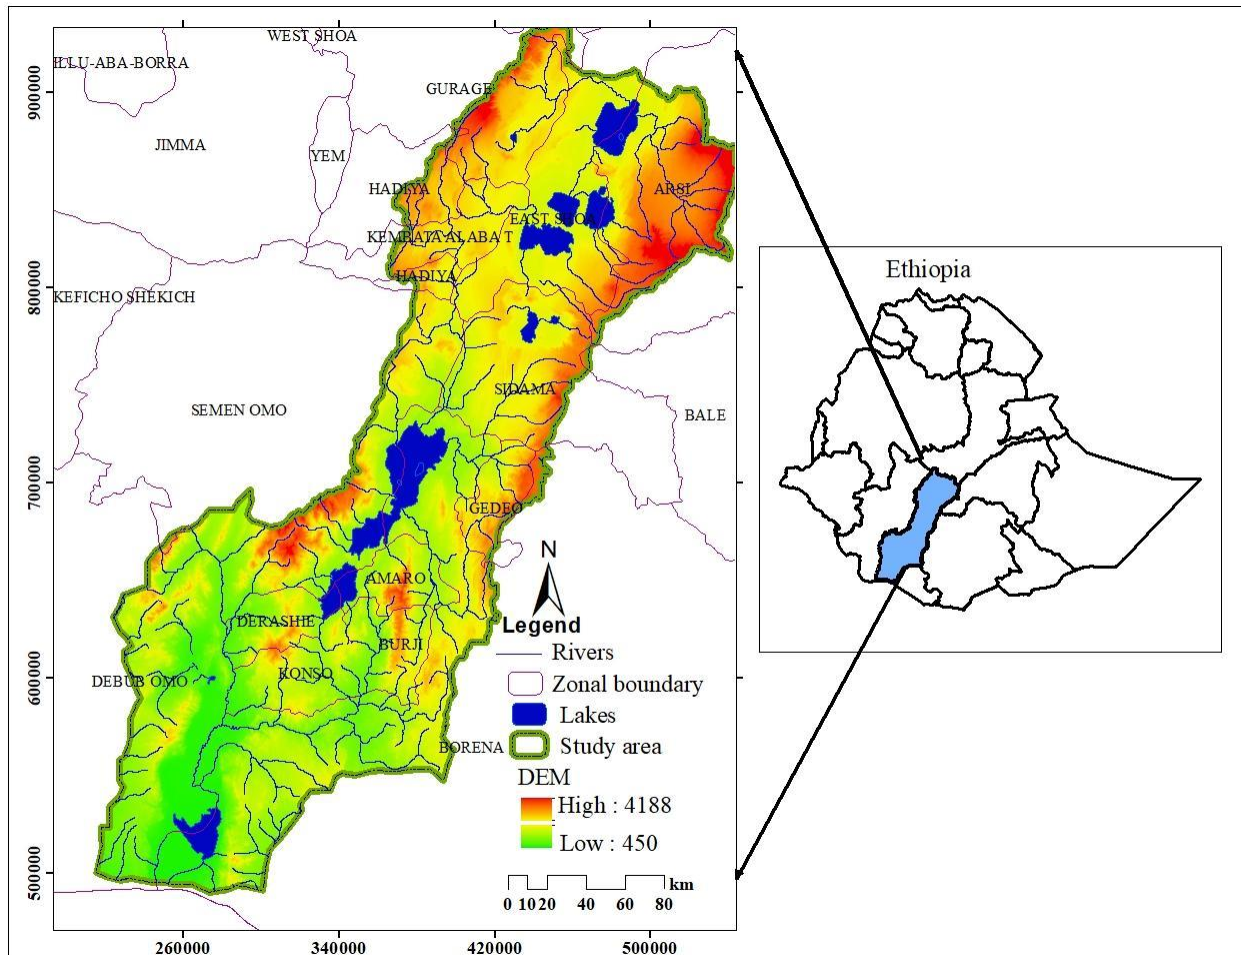 WEST SHOA
ILLU-ABA-BORRA
GURAGE
JIMMA
YEM
HADIYA
ARSI
EAST SHOA
KEMBATA ALABA T
HADIYA
KEFICHO SHEKICH
SIDAMA
SEMEN OMO
BALE
GEDEO
AMARO
DERASHIE
BURJI
KONSO
DEBUB OMO
BORENA
900000
800000
700000
600000
500000
260000
340000
420000
500000
N
Legend
Rivers
Zonal boundary
Lakes
Study area
DEM
High : 4188
Low : 450
km
0 10 20 40 60 80
Ethiopia